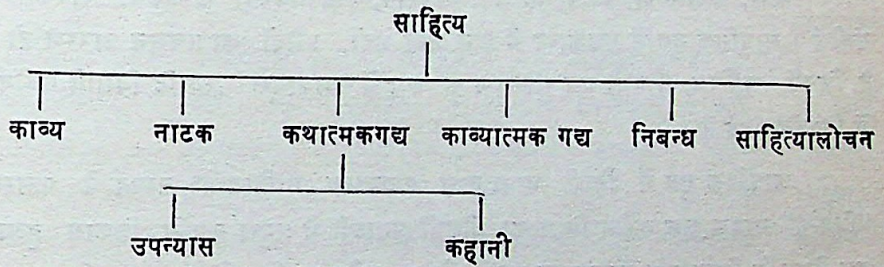 साहित्य
काव्य नाटक कथात्मकगद्य काव्यात्मक गद्य निबन्ध साहित्यालोचन
उपन्यास कहानी